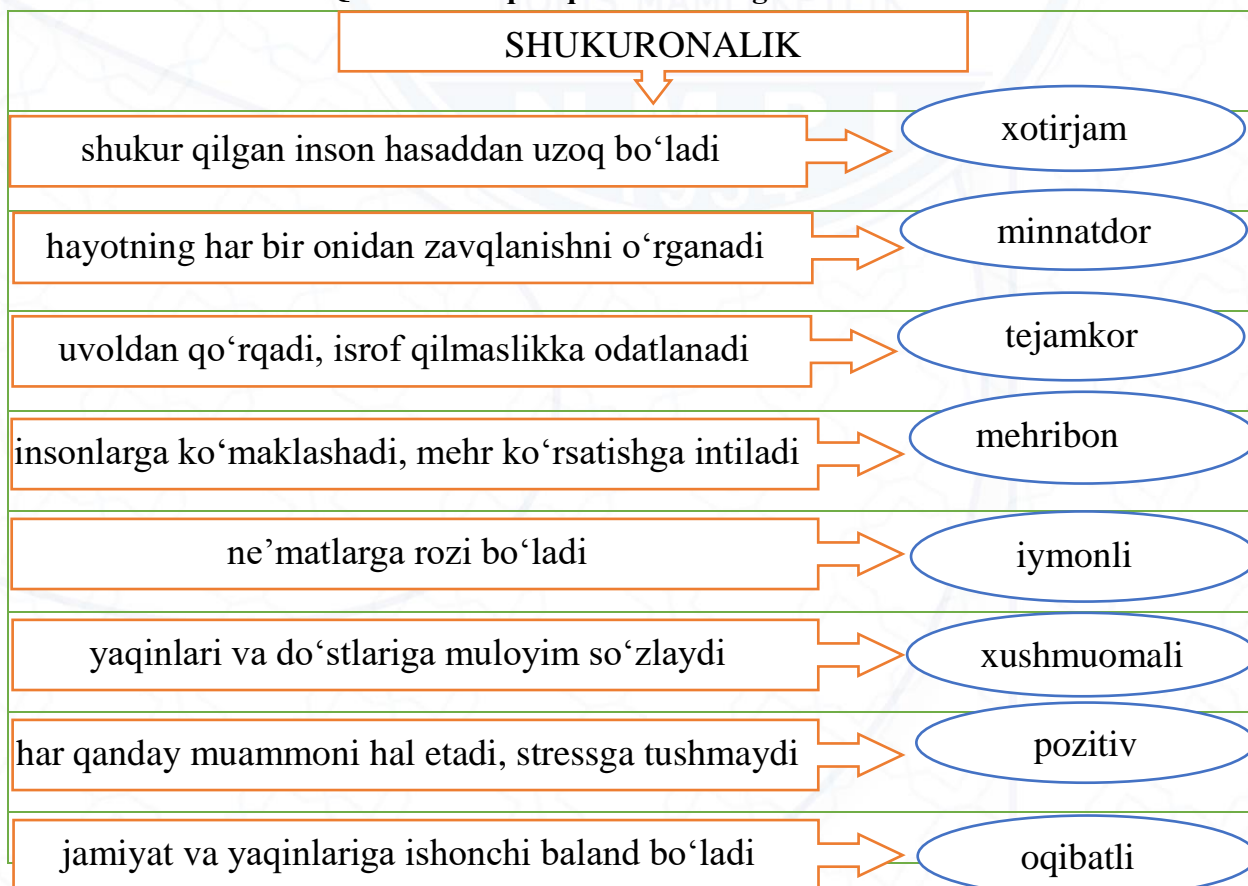 SHUKURONALIK
shukur qilgan inson hasaddan uzoq bo‘ladi
xotirjam
hayotning har bir onidan zavqlanishni o‘rganadi
minnatdor
uvoldan qo‘rqadi, isrof qilmaslikka odatlanadi
tejamkor
insonlarga ko‘maklashadi, mehr ko‘rsatishga intiladi
mehribon
ne’matlarga rozi bo‘ladi
iymonli
yaqinlari va do‘stlariga muloyim so‘zlaydi
xushmuomali
har qanday muammoni hal etadi, stressga tushmaydi
pozitiv
jamiyat va yaqinlariga ishonchi baland bo‘ladi
oqibatli